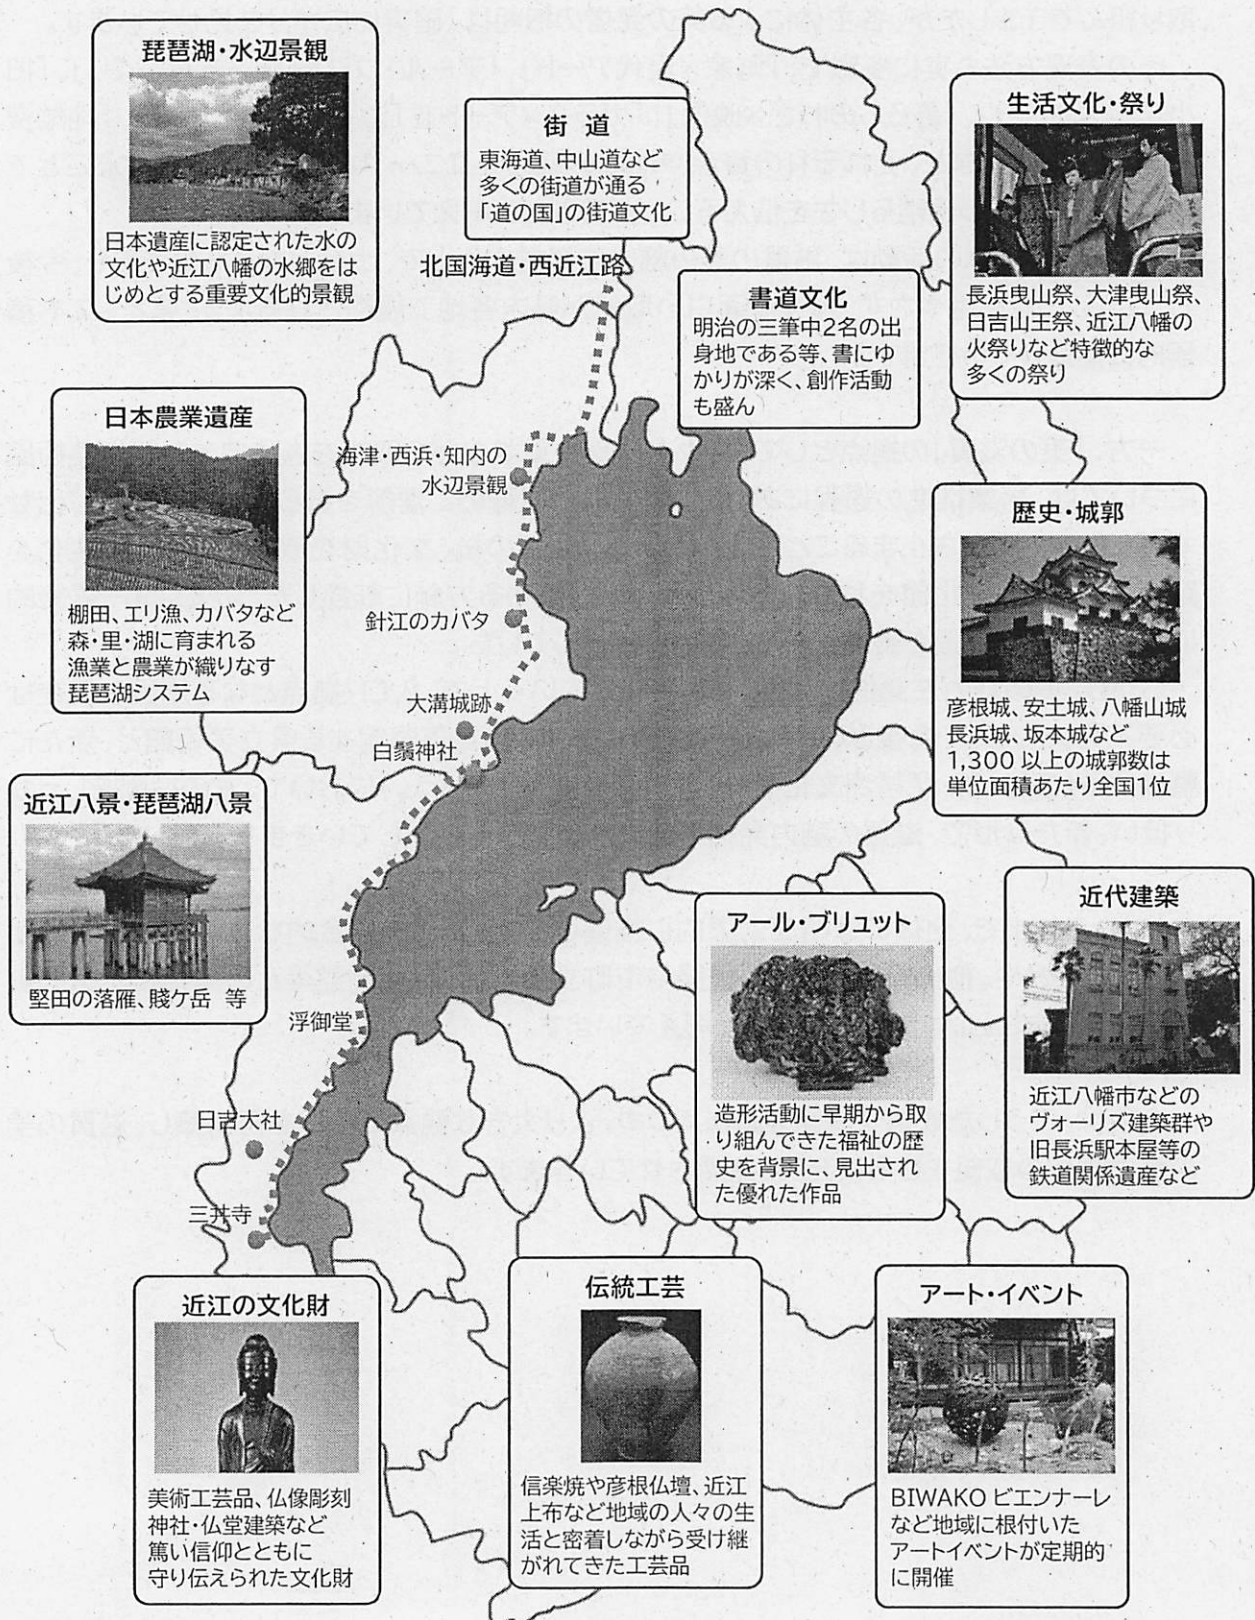 琵琶湖・水辺景観
日本遺産に認定された水の
文化や近江八幡の水郷をは
じめとする重要文化的景観
街 道
東海道、中山道など
多くの街道が通る
「道の国」の街道文化
北国海道・西近江路
生活文化・祭り
長浜曳山祭、大津曳山祭、
日吉山王祭、近江八幡の
火祭りなど特徴的な
多くの祭り
書道文化
明治の三筆中2名の出
身地である等、書にゆ
かりが深く、創作活動
も盛ん
日本農業遺産
棚田、エリ漁、カバタなど
森・里・湖に育まれる
漁業と農業が織りなす
琵琶湖システム
海津・西浜・知内の
水辺景観
針江のカバタ
大溝城跡
白鬚神社
歴史・城郭
彦根城、安土城、八幡山城
長浜城、坂本城など
1,300 以上の城郭数は
単位面積あたり全国1位
近江八景・琵琶湖八景
堅田の落雁、賤ケ岳 等
浮御堂
日吉大社
三井寺
アール・ブリュット
造形活動に早期から取
り組んできた福祉の歴
史を背景に、見出され
た優れた作品
近代建築
近江八幡市などの
ヴォーリズ建築群や
旧長浜駅本屋等の
鉄道関係遺産など
近江の文化財
美術工芸品、仏像彫刻
神社・仏堂建築など
篤い信仰とともに
守り伝えられた文化財
伝統工芸
信楽焼や彦根仏壇、近江
上布など地域の人々の生
活と密着しながら受け継
がれてきた工芸品
アート・イベント
BIWAKO ビエンナーレ
など地域に根付いた
アートイベントが定期的
に開催